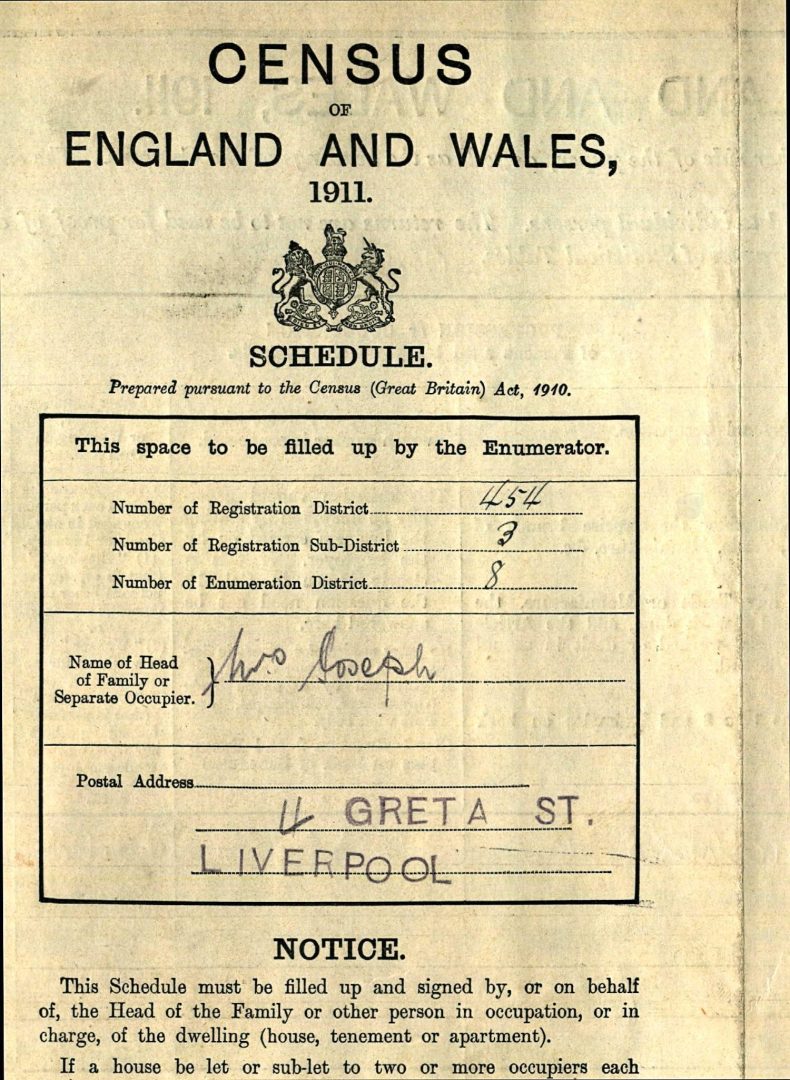 CENSUS
OF
ENGLAND AND WALES,
1911.
SCHEDULE.
Prepared pursuant to the Census (Great Britain) Act, 1910.
This space to be filled up by the Enumerator.
Number of Registration District 454
Number of Registration Sub-District 3
Number of Enumeration District 8
Name of Head
of Family or
Separate Occupier.
Mrs Joseph
Postal Address
11 GRETA ST.
LIVERPOOL
NOTICE.
This Schedule must be filled up and signed by, or on behalf
of, the Head of the Family or other person in occupation, or in
charge, of the dwelling (house, tenement or apartment).
If a house be let or sub-let to two or more occupiers each